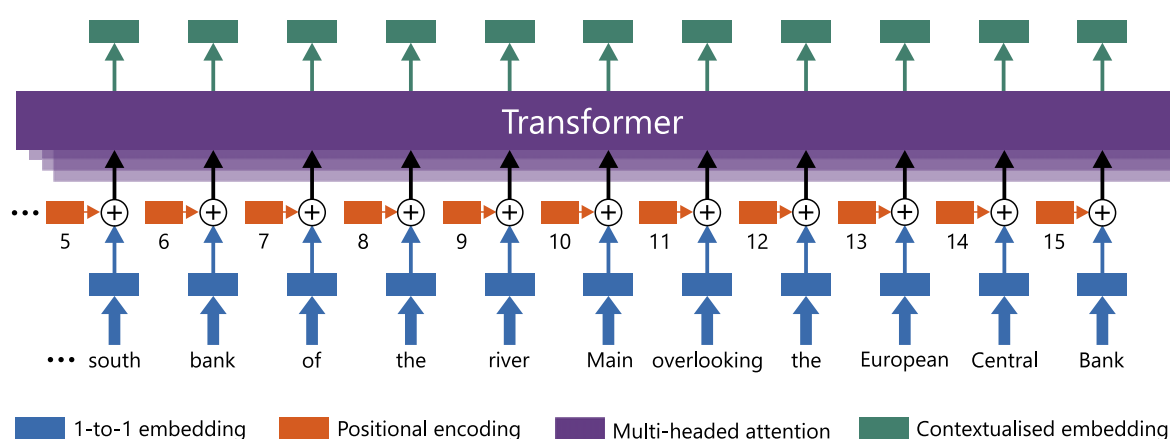 Transformer
... 5 6 7 8 9 10 11 12 13 14 15
... south bank of the river Main overlooking the European Central Bank
1-to-1 embedding Positional encoding Multi-headed attention Contextualised embedding